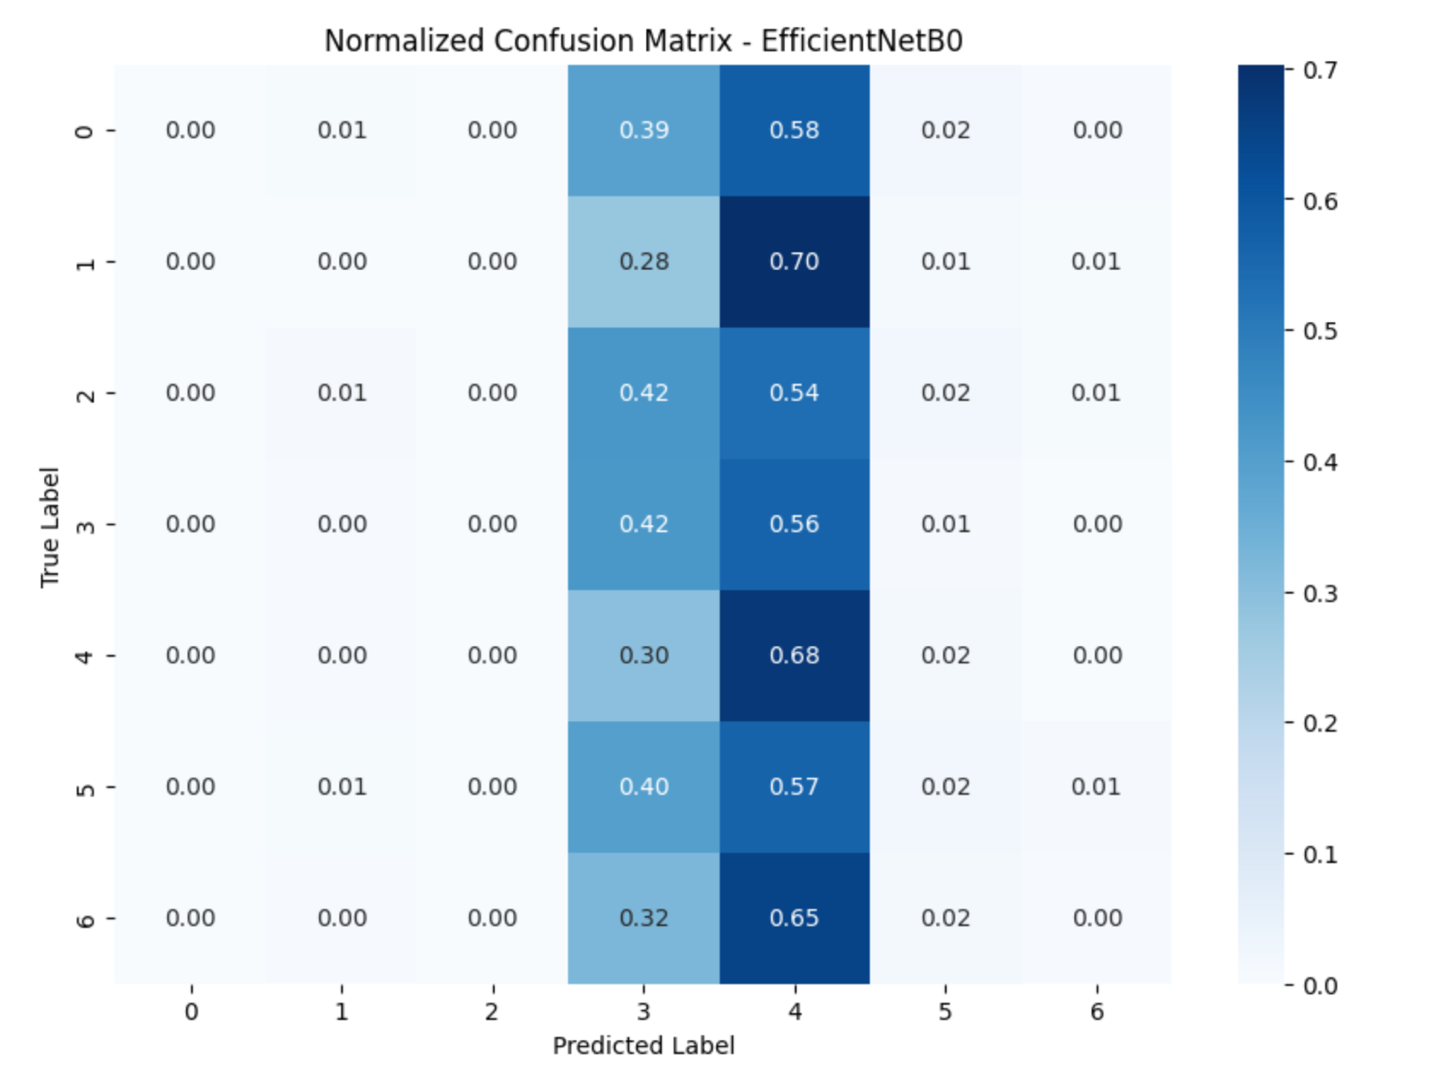 Normalized Confusion Matrix - EfficientNetB0
0.7
0 0.00 0.01 0.00 0.39 0.58 0.02 0.00
0.6
1 0.00 0.00 0.00 0.28 0.70 0.01 0.01
0.5
2 0.00 0.01 0.00 0.42 0.54 0.02 0.01
0.4
True Label
3 0.00 0.00 0.00 0.42 0.56 0.01 0.00
0.3
4 0.00 0.00 0.00 0.30 0.68 0.02 0.00
0.2
5 0.00 0.01 0.00 0.40 0.57 0.02 0.01
0.1
6 0.00 0.00 0.00 0.32 0.65 0.02 0.00
0.0
0 1 2 3 4 5 6
Predicted Label